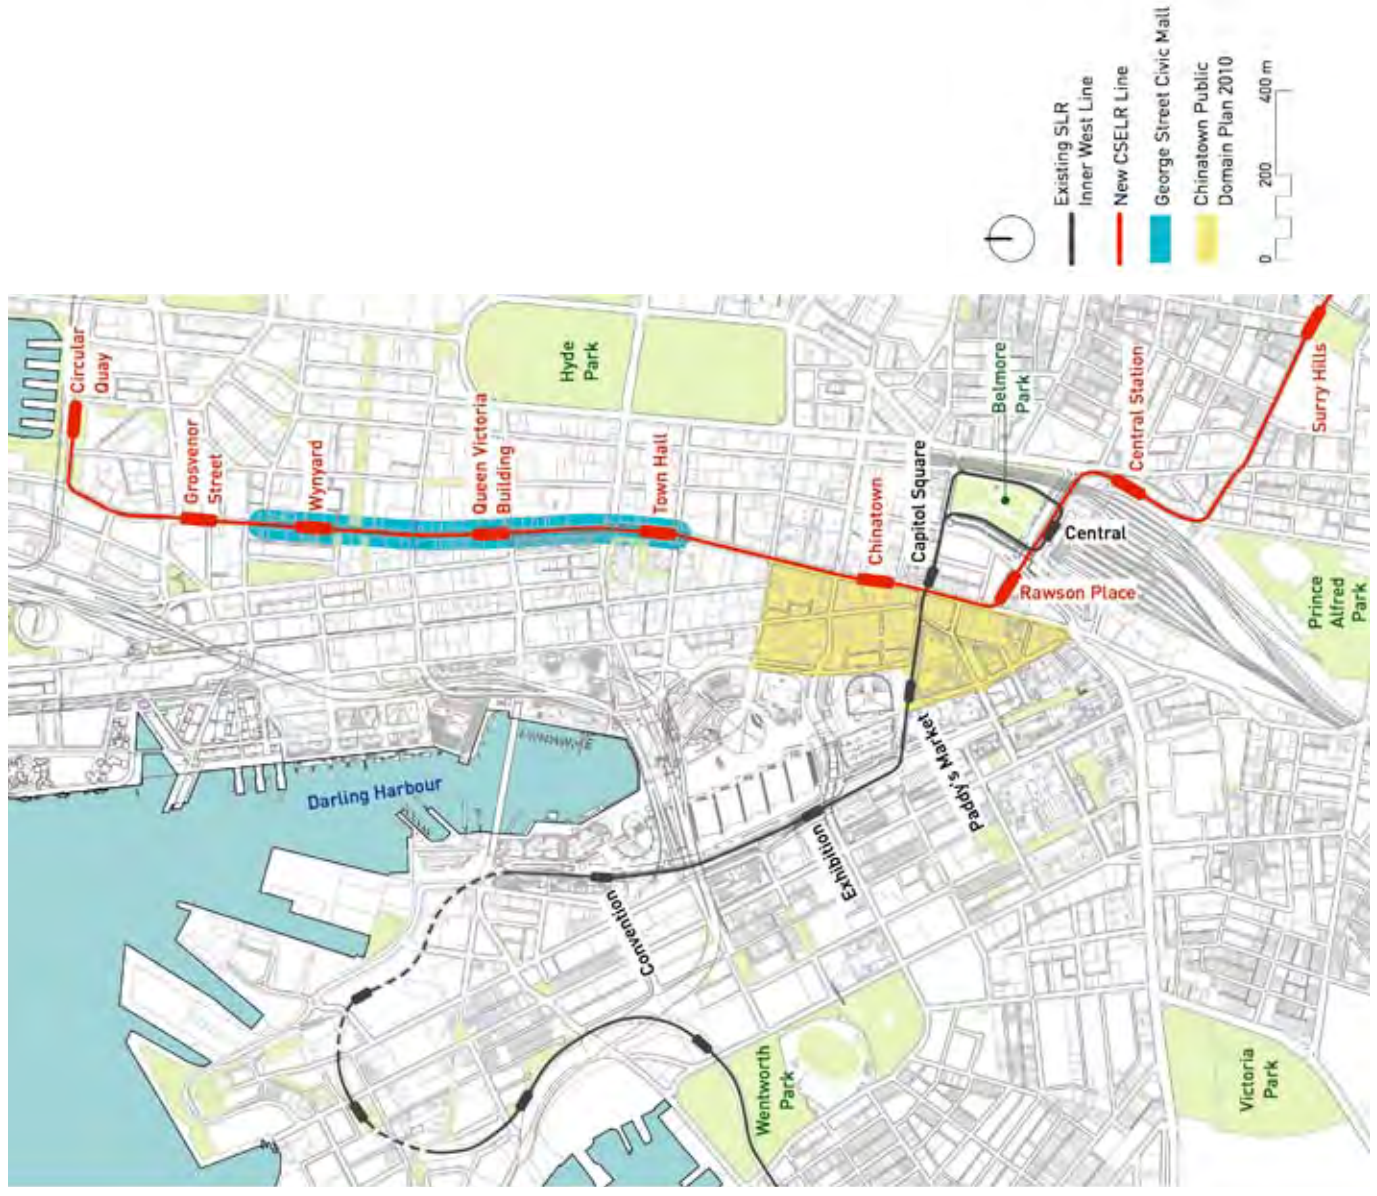 Existing SLR
Inner West Line
New CSELR Line
George Street Civic Mall
Chinatown Public
Domain Plan 2010
0
200
400 m
Circular
Quay
Grosvenor
Street
Wynyard
Queen Victoria
Building
Town Hall
Hyde
Park
Chinatown
Capitol Square
Belmore
Park
Central Station
Surry Hills
Central
Rawson Place
Prince
Alfred
Park
Darling Harbour
Paddy's Market
Exhibition
Convention
Wentworth
Park
Victoria
Park